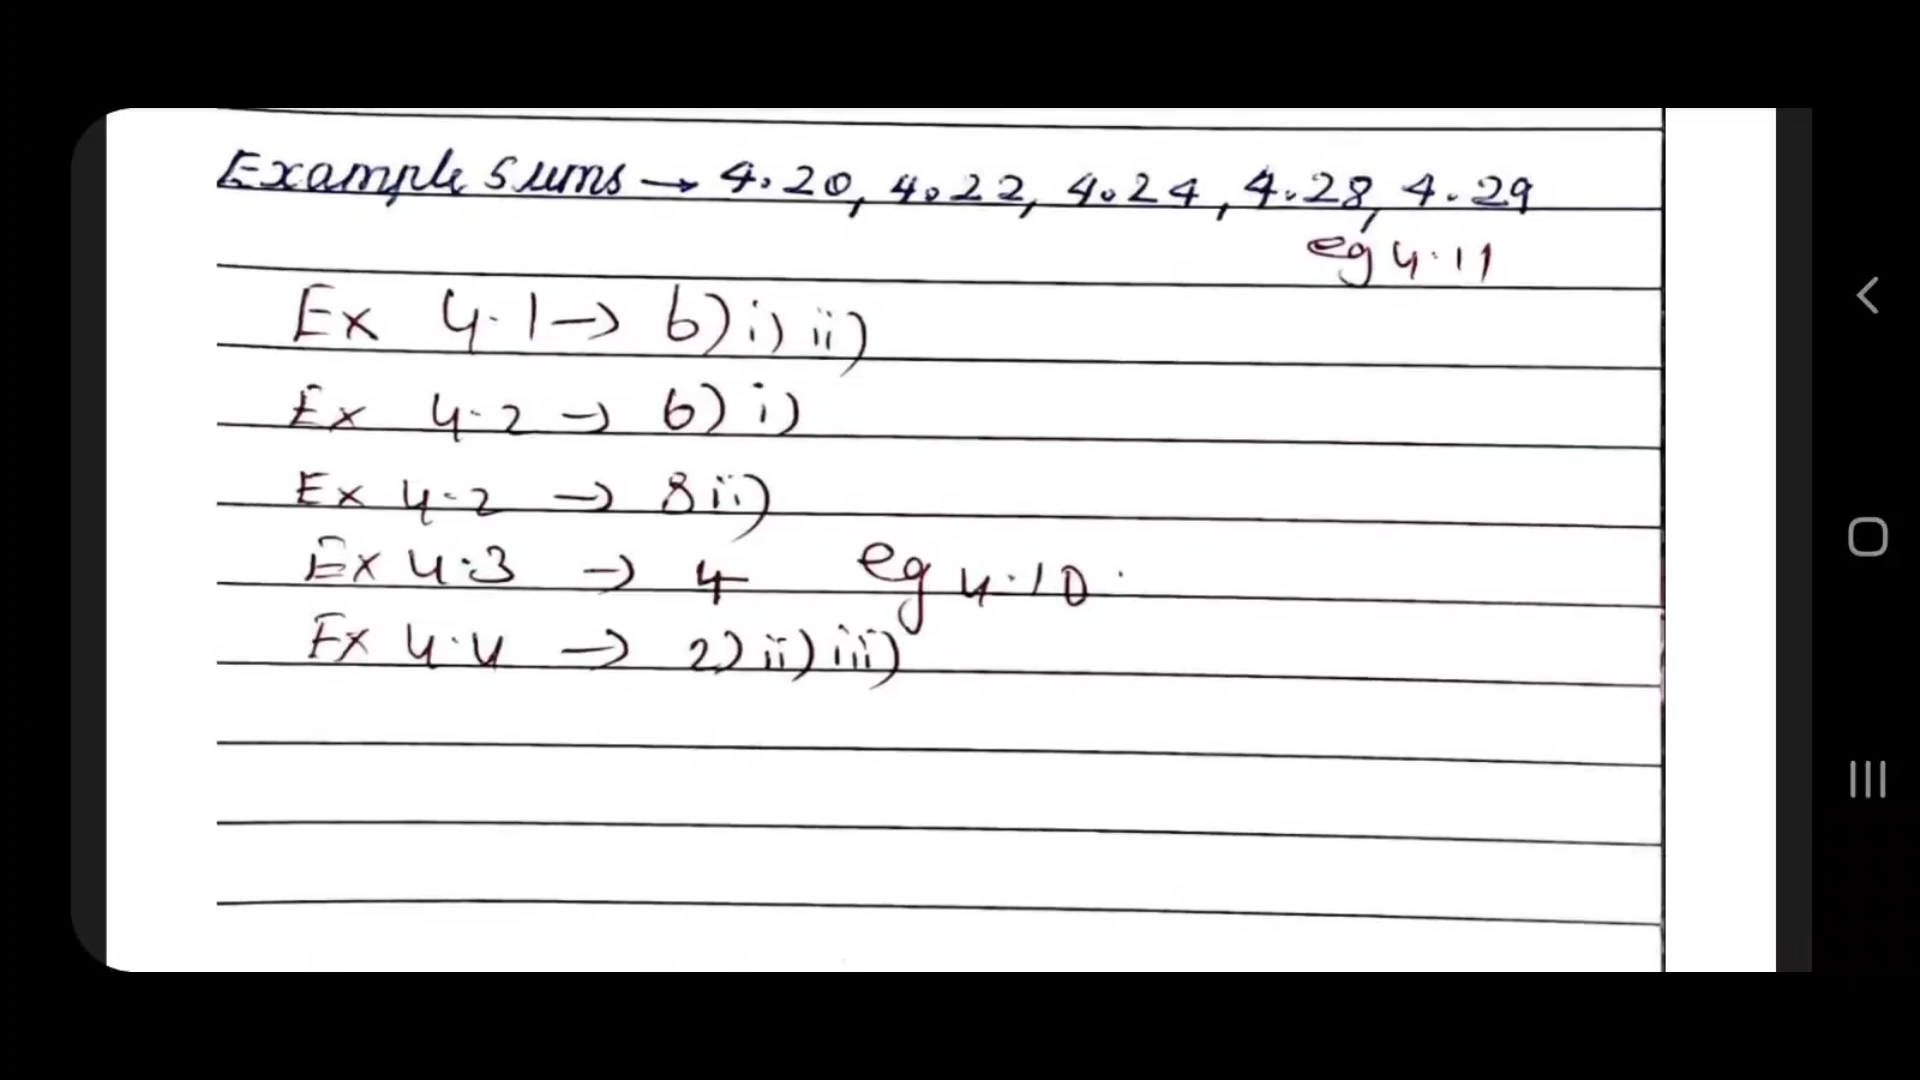 Example Sums → 4.20, 4.22, 4.24, 4.28, 4.29
eg 4.11
Ex 4.1 → 6) i) ii)
Ex 4.2 → 6) i)
Ex 4.2 → 8 ii)
Ex 4.3 → 4 eg 4.10.
Ex 4.4 → 2) ii) iii)